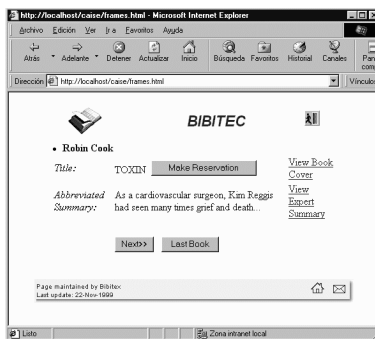 http://localhost/caise/frames.html - Microsoft Internet Explorer
Archivo Edición Ver Ir a Favoritos Ayuda
Atrás Adelante Detener Actualizar Inicio Búsqueda Favoritos Historial Canales
Dirección http://localhost/caise/frames.html Vínculos
BIBITEC
• Robin Cook
Title: TOXIN Make Reservation View Book
Cover
Abbreviated As a cardiovascular surgeon, Kim Reggis View
Summary: had seen many times grief and death... Expert
Summary
Next>> Last Book
Page maintained by Bibitex
Last update: 22-Nov-1999
Listo Zona intranet local